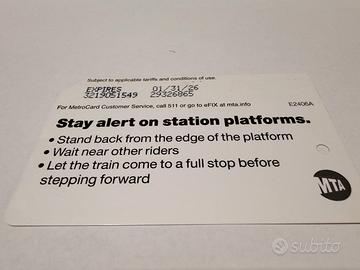 Subject to applicable tariffs and conditions of use.
EXPIRES 01/31/26
3219051549 29326865
For MetroCard Customer Service, call 511 or go to eFIX at mta.info E2406A
Stay alert on station platforms.
• Stand back from the edge of the platform
• Wait near other riders
• Let the train come to a full stop before
stepping forward
MTA
subito